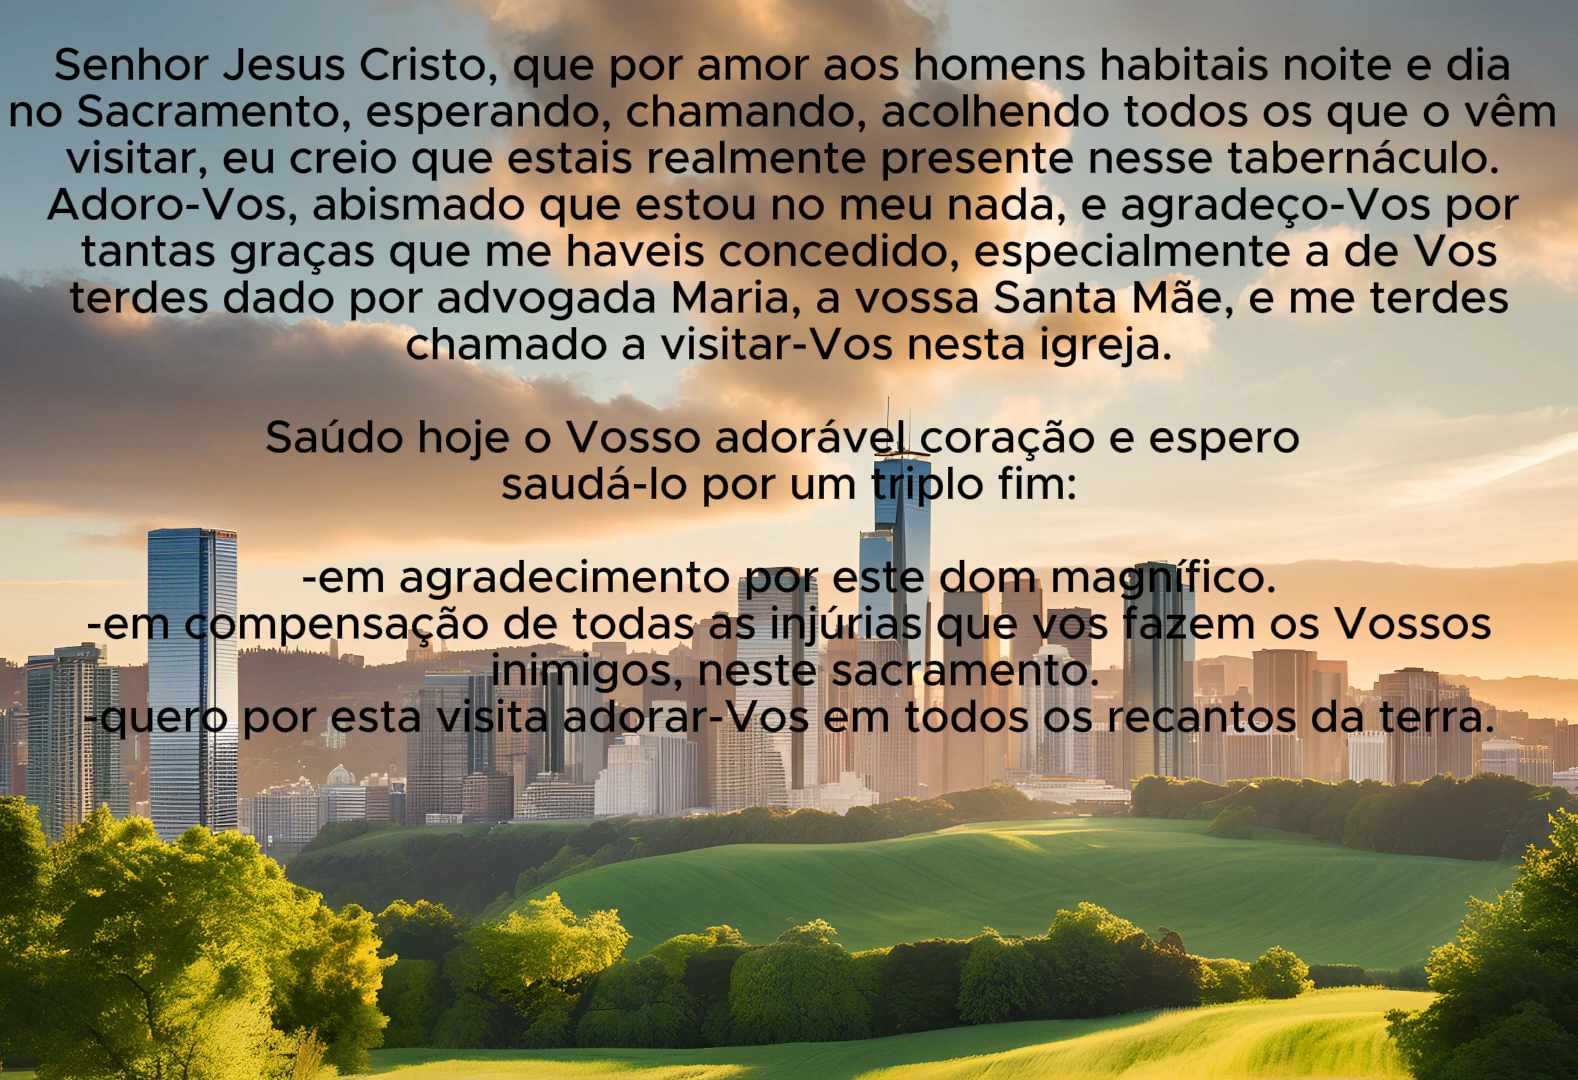 Senhor Jesus Cristo, que por amor aos homens habitais noite e dia
no Sacramento, esperando, chamando, acolhendo todos os que o vêm
visitar, eu creio que estais realmente presente nesse tabernáculo.
Adoro-Vos, abismado que estou no meu nada, e agradeço-Vos por
tantas graças que me haveis concedido, especialmente a de Vos
terdes dado por advogada Maria, a vossa Santa Mãe, e me terdes
chamado a visitar-Vos nesta igreja.
Saúdo hoje o Vosso adorável coração e espero
saudá-lo por um triplo fim:
-em agradecimento por este dom magnífico.
-em compensação de todas as injúrias que vos fazem os Vossos
inimigos, neste sacramento.
-quero por esta visita adorar-Vos em todos os recantos da terra.